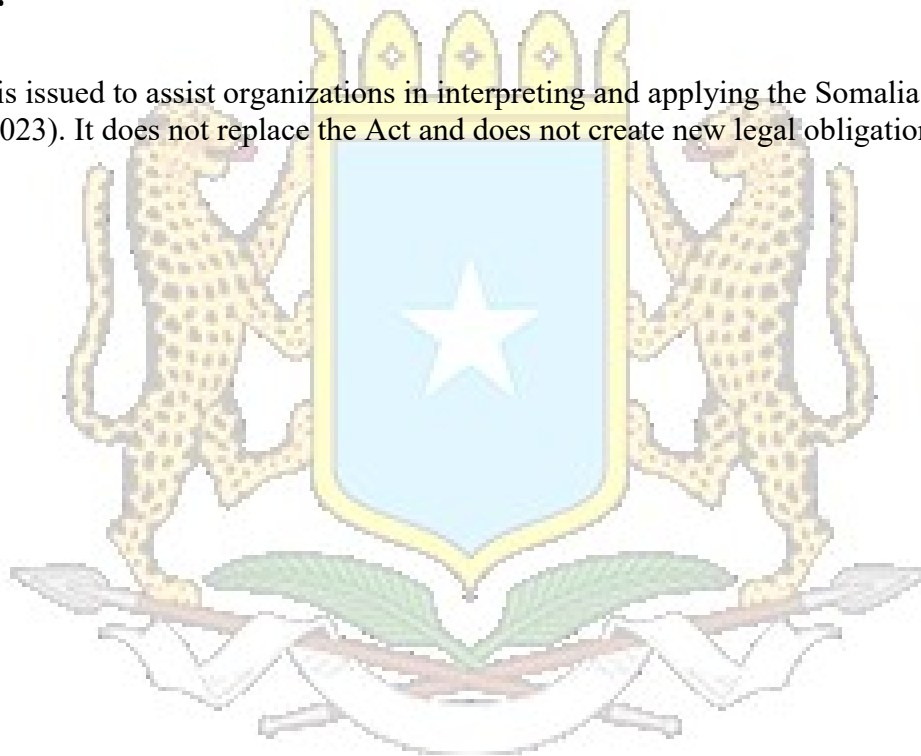 is issued to assist organizations in interpreting and applying the Somalia
023). It does not replace the Act and does not create new legal obligation